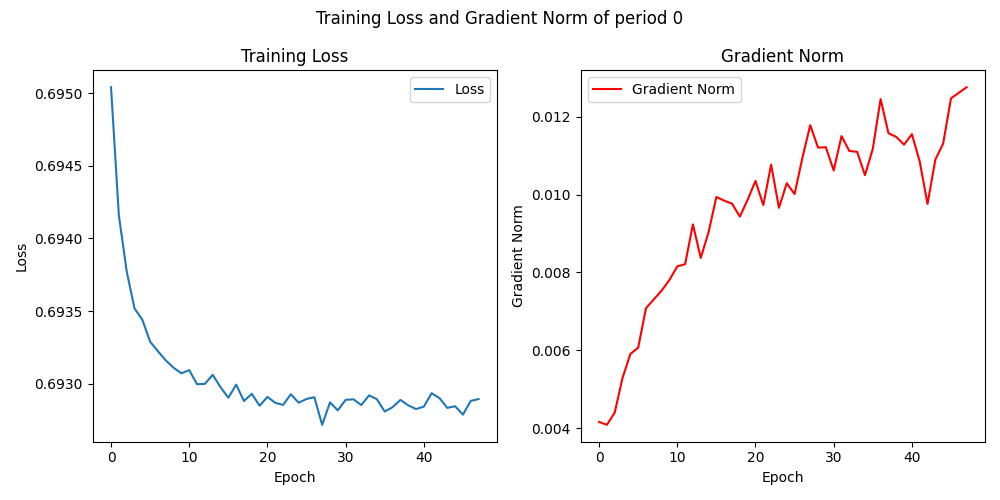 Training Loss and Gradient Norm of period 0
Training Loss
Loss
0.6950
0.6945
0.6940
0.6935
0.6930
Loss
0 10 20 30 40
Epoch
Gradient Norm
Gradient Norm
0.012
0.010
0.008
0.006
0.004
Gradient Norm
0 10 20 30 40
Epoch